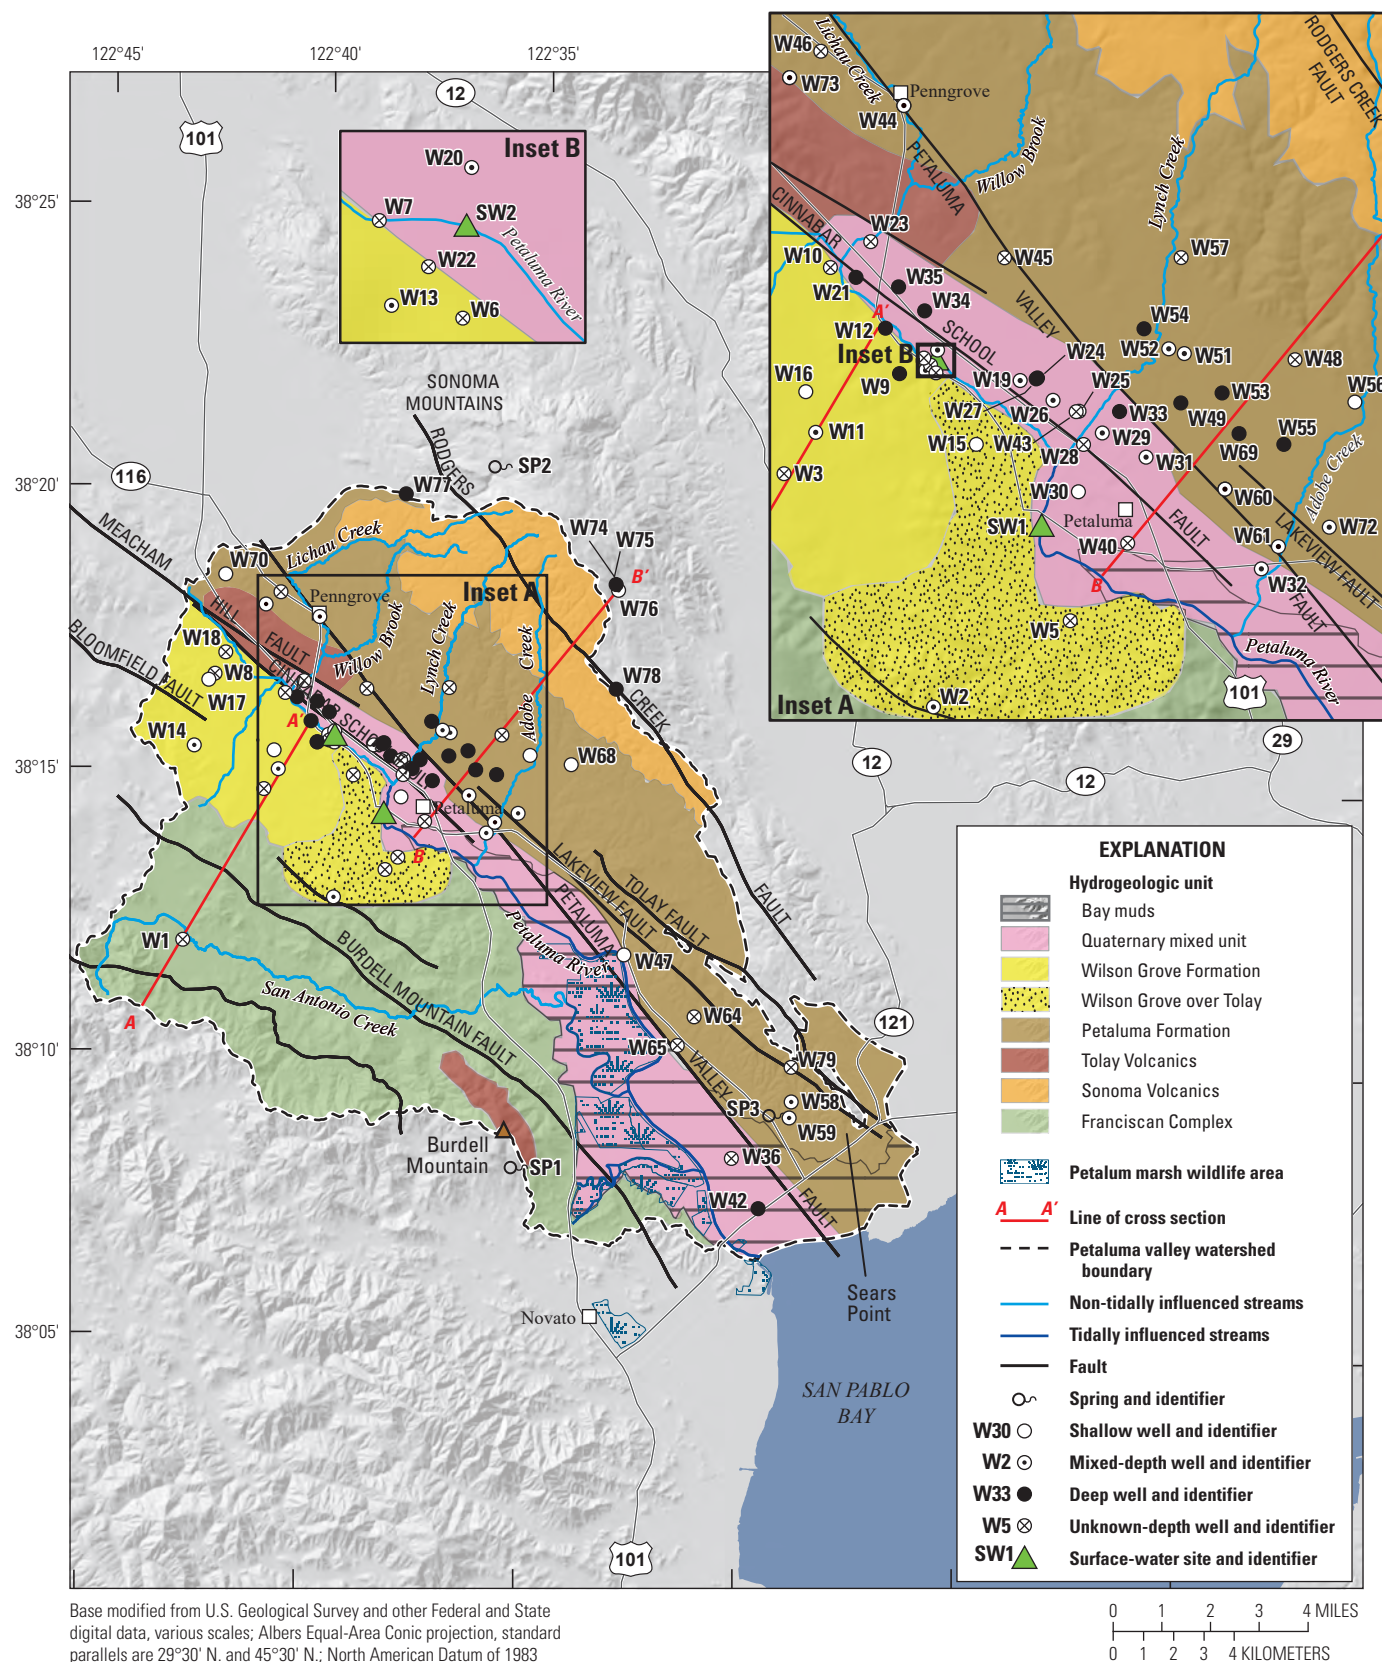 122°45'
122°40'
122°35'
38°25'
38°20'
38°15'
38°10'
38°05'
101
12
116
12
12
29
121
101
Inset B
W20
W7
SW2
W22
W13
W6
Petaluma River
W46
W73
Lichau Creek
Penngrove
W44
PETALUMA
Willow Brook
Lynch Creek
RODGERS CREEK
FAULT
CINNABAR
W23
W10
W21
W35
W34
W45
W57
A'
W12
SCHOOL
VALLEY
W54
Inset B
W9
W24
W52
W51
W48
W16
W19
W25
W56
W27
W26
W33
W49
W53
W11
W15
W43
W29
W55
W3
W28
W31
W69
W30
Adobe Creek
SW1
Petaluma
FAULT
W60
W40
W61
W72
B
W32
LAKEVIEW FAULT
W5
FAULT
Petaluma River
W2
101
Inset A
SONOMA
MOUNTAINS
RODGERS
SP2
W77
MEACHAM
W74
W75
Lichau Creek
W70
B'
Inset A
W76
Penngrove
HILL
BLOOMFIELD FAULT
W18
FAULT
Willow Brook
Lynch Creek
Adobe Creek
W8
W78
CREEK
W17
CINNABAR SCHOOL
A'
W14
W68
Petaluma
B
LAKEVIEW FAULT
TOLAY FAULT
FAULT
PETALUMA
W1
Petaluma River
BURDELL MOUNTAIN FAULT
W47
San Antonio Creek
A
W64
W65
VALLEY
W79
W58
SP3
W59
Burdell
Mountain
SP1
W36
W42
FAULT
Sears
Point
Novato
SAN PABLO
BAY
EXPLANATION
Hydrogeologic unit
Bay muds
Quaternary mixed unit
Wilson Grove Formation
Wilson Grove over Tolay
Petaluma Formation
Tolay Volcanics
Sonoma Volcanics
Franciscan Complex
Petalum marsh wildlife area
A A' Line of cross section
Petaluma valley watershed
boundary
Non-tidally influenced streams
Tidally influenced streams
Fault
Spring and identifier
W30 Shallow well and identifier
W2 Mixed-depth well and identifier
W33 Deep well and identifier
W5 Unknown-depth well and identifier
SW1 Surface-water site and identifier
Base modified from U.S. Geological Survey and other Federal and State
digital data, various scales; Albers Equal-Area Conic projection, standard
parallels are 29°30' N. and 45°30' N.; North American Datum of 1983
0 1 2 3 4 MILES
0 1 2 3 4 KILOMETERS